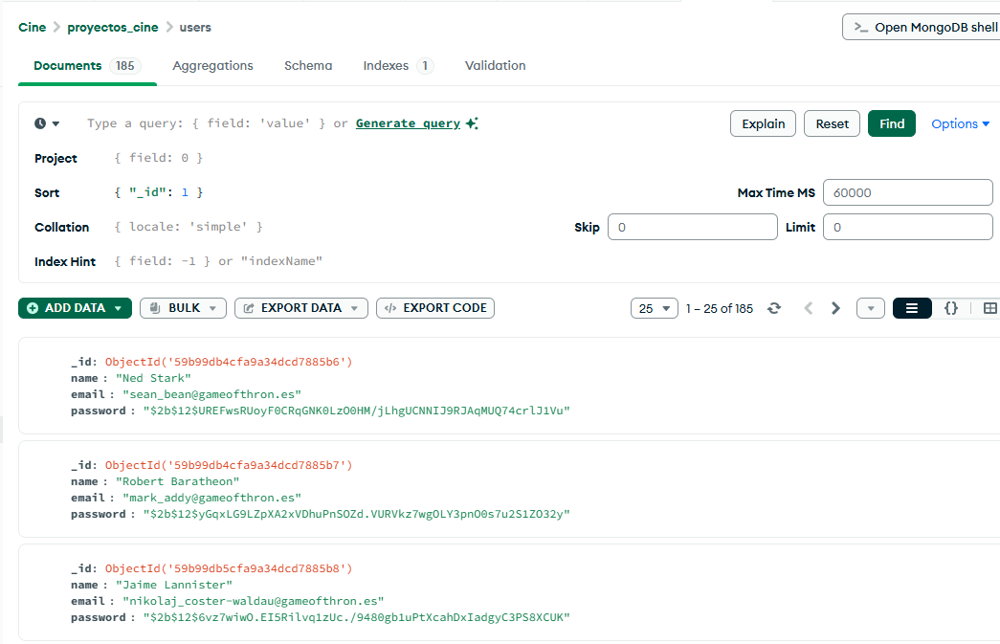 Cine > proyectos_cine > users
>_ Open MongoDB shell
Documents 185 Aggregations Schema Indexes 1 Validation
Type a query: { field: 'value' } or Generate query
Explain Reset Find Options
Project { field: 0 }
Sort { "_id": 1 }
Max Time MS 60000
Collation { locale: 'simple' }
Skip 0 Limit 0
Index Hint { field: -1 } or "indexName"
ADD DATA BULK EXPORT DATA </> EXPORT CODE
25 1 – 25 of 185 {}
_id: ObjectId('59b99db4cfa9a34dcd7885b6')
name : "Ned Stark"
email : "sean_bean@gameofthron.es"
password : "$2b$12$UREFwsRUoyF0CRqGNK0LzO0HM/jLhgUCNNIJ9RJAqMUQ74crlJ1Vu"
_id: ObjectId('59b99db4cfa9a34dcd7885b7')
name : "Robert Baratheon"
email : "mark_addy@gameofthron.es"
password : "$2b$12$yGqxLG9LZpXA2xVDhuPnSOZd.VURVkz7wgOLY3pnO0s7u2S1ZO32y"
_id: ObjectId('59b99db5cfa9a34dcd7885b8')
name : "Jaime Lannister"
email : "nikolaj_coster-waldau@gameofthron.es"
password : "$2b$12$6vz7wiwO.EI5Rilvq1zUc./9480gb1uPtXcahDxIadgyC3PS8XCUK"